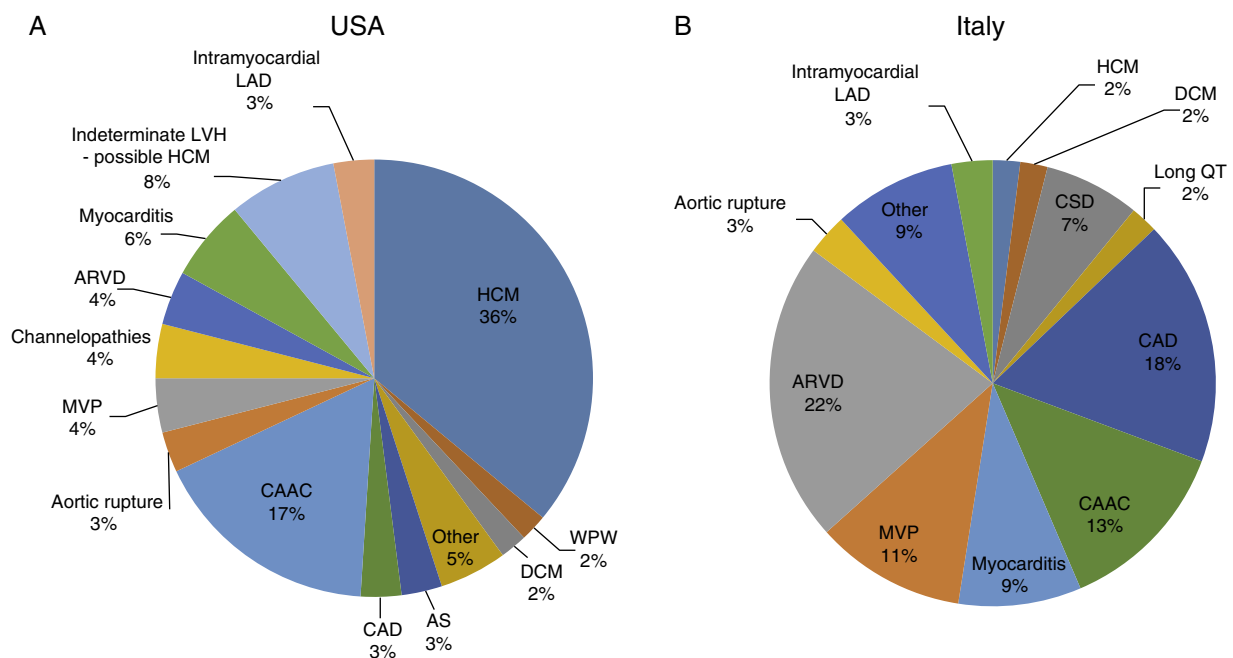 A
USA
Intramyocardial
LAD
3%
Indeterminate LVH
- possible HCM
8%
Myocarditis
6%
ARVD
4%
Channelopathies
4%
MVP
4%
Aortic rupture
3%
CAAC
17%
CAD
3%
AS
3%
Other
5%
DCM
2%
WPW
2%
HCM
36%
B
Italy
Intramyocardial
LAD
3%
HCM
2%
DCM
2%
Long QT
2%
CSD
7%
CAD
18%
CAAC
13%
Myocarditis
9%
MVP
11%
ARVD
22%
Aortic rupture
3%
Other
9%